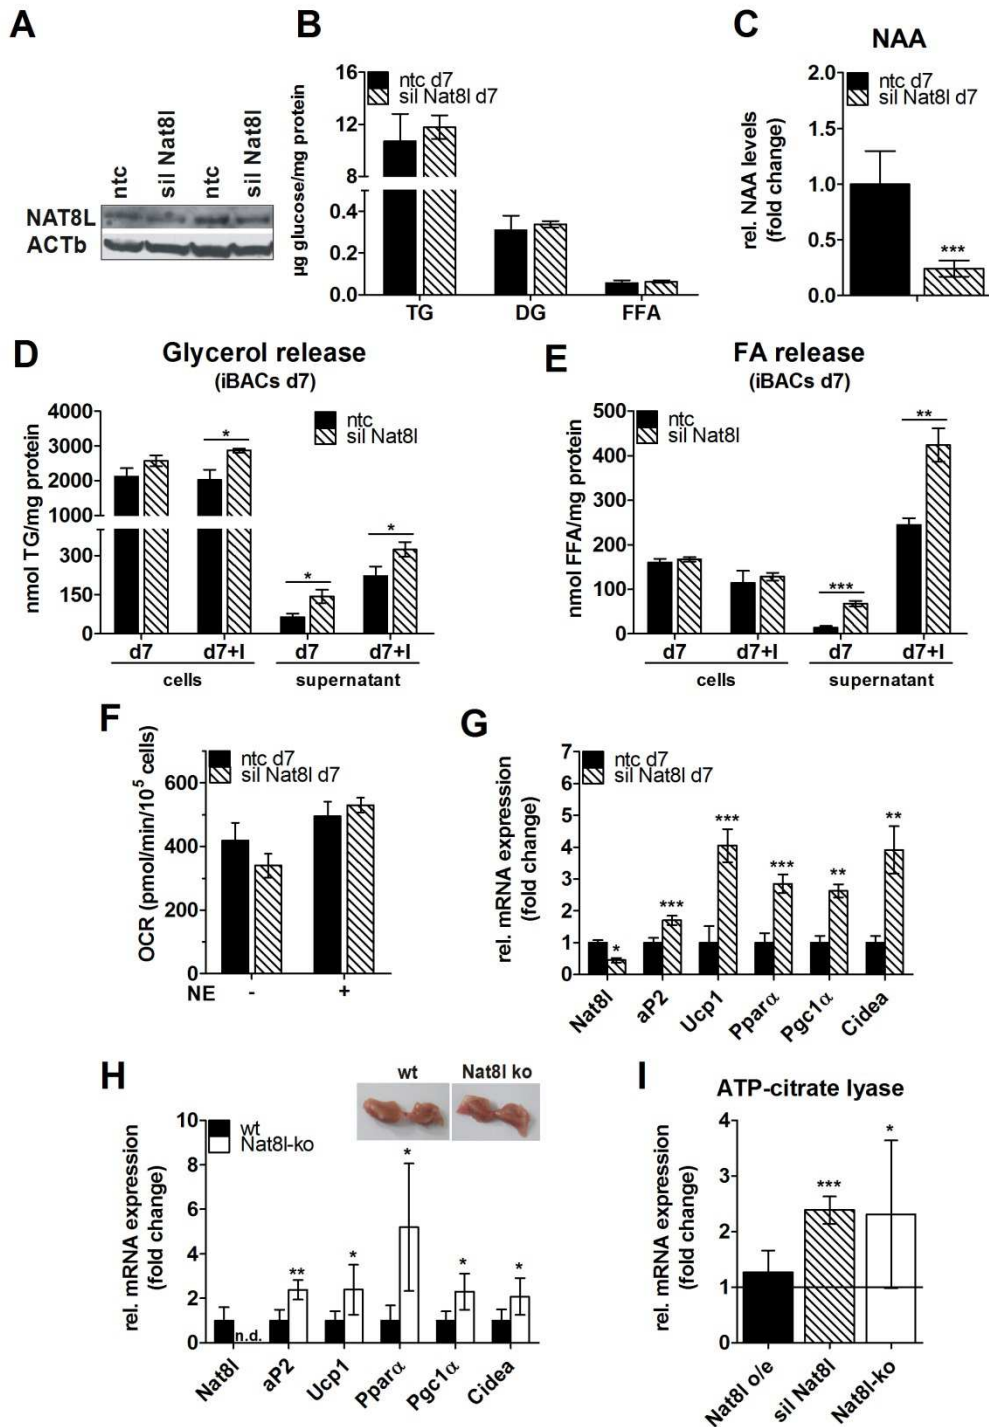 A
ntc
sil Nat8l
ntc
sil Nat8l
NAT8L
ACTb
B
µg glucose/mg protein
16
12
8
0.4
0.2
0.0
ntc d7
sil Nat8l d7
TG DG FFA
C
NAA
rel. NAA levels
(fold change)
2.0
1.5
1.0
0.5
0.0
ntc d7
sil Nat8l d7
***
D
Glycerol release
(iBACs d7)
nmol TG/mg protein
4000
3000
2000
1000
300
150
0
ntc
sil Nat8l
*
*
*
d7 d7+I d7 d7+I
cells supernatant
E
FA release
(iBACs d7)
nmol FFA/mg protein
500
400
300
200
100
0
ntc
sil Nat8l
**
***
d7 d7+I d7 d7+I
cells supernatant
F
OCR (pmol/min/10⁵ cells)
600
400
200
0
ntc d7
sil Nat8l d7
NE - +
G
rel. mRNA expression
(fold change)
7
6
5
4
3
2
1
0
ntc d7
sil Nat8l d7
* *** *** *** ** **
Nat8l aP2 Ucp1 Pparα Pgc1α Cidea
H
wt Nat8l ko
rel. mRNA expression
(fold change)
10
8
6
4
2
0
wt
Nat8l-ko
n.d. ** * * * *
Nat8l aP2 Ucp1 Pparα Pgc1α Cidea
I
ATP-citrate lyase
rel. mRNA expression
(fold change)
4
3
2
1
0
*** *
Nat8l o/e sil Nat8l Nat8l-ko